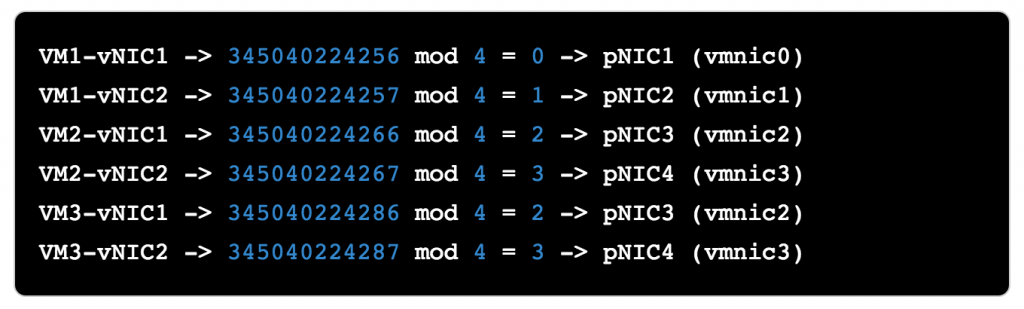 VM1-vNIC1 -> 345040224256 mod 4 = 0 -> pNIC1 (vmnic0)
VM1-vNIC2 -> 345040224257 mod 4 = 1 -> pNIC2 (vmnic1)
VM2-vNIC1 -> 345040224266 mod 4 = 2 -> pNIC3 (vmnic2)
VM2-vNIC2 -> 345040224267 mod 4 = 3 -> pNIC4 (vmnic3)
VM3-vNIC1 -> 345040224286 mod 4 = 2 -> pNIC3 (vmnic2)
VM3-vNIC2 -> 345040224287 mod 4 = 3 -> pNIC4 (vmnic3)